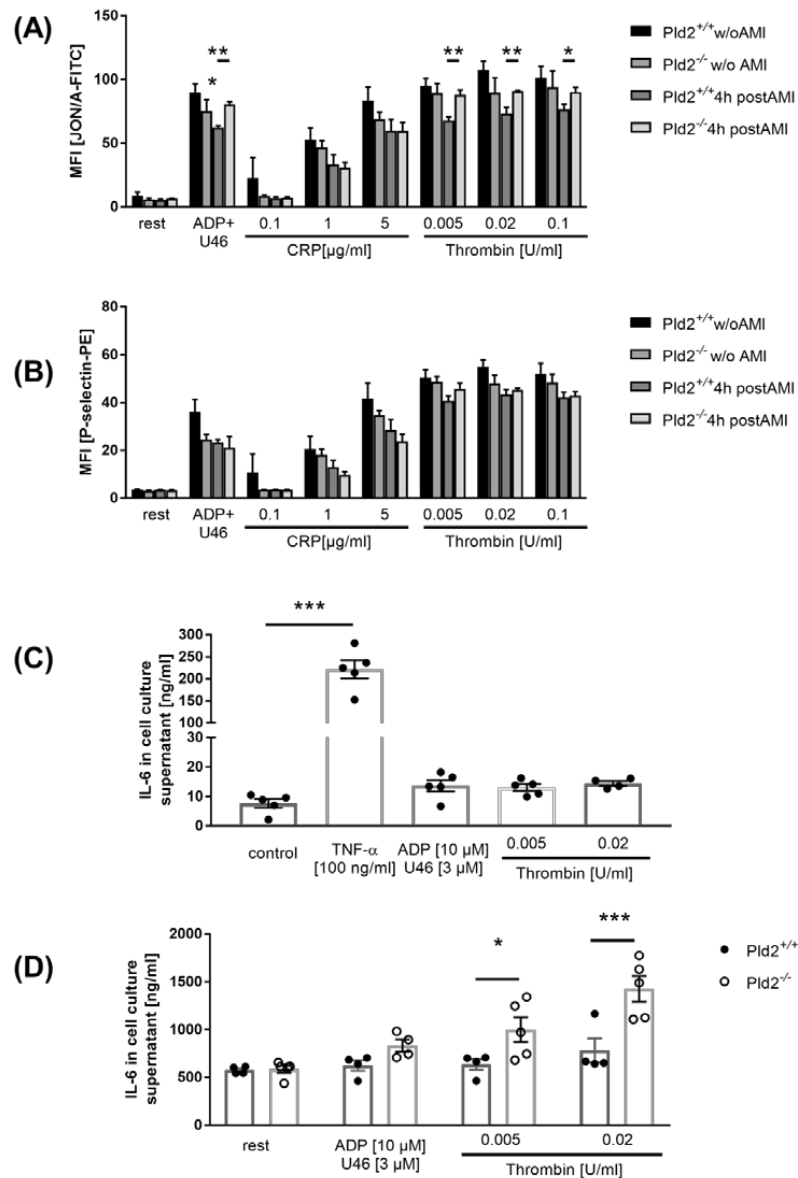 (A)
MFI [JON/A-FITC]
150
100
50
0
**
*
**
**
*
rest
ADP+
U46
0.1
1
5
CRP[µg/ml]
0.005
0.02
0.1
Thrombin [U/ml]
Pld2+/+w/oAMI
Pld2-/- w/o AMI
Pld2+/+4h postAMI
Pld2-/-4h postAMI
(B)
MFI [P-selectin-PE]
80
60
40
20
0
rest
ADP+
U46
0.1
1
5
CRP[µg/ml]
0.005
0.02
0.1
Thrombin [U/ml]
Pld2+/+w/oAMI
Pld2-/- w/o AMI
Pld2+/+4h postAMI
Pld2-/-4h postAMI
(C)
IL-6 in cell culture
supernatant [ng/ml]
300
250
200
150
100
30
20
10
0
***
control
TNF-α
[100 ng/ml]
ADP [10 µM]
U46 [3 µM]
0.005
0.02
Thrombin [U/ml]
(D)
IL-6 in cell culture
supernatant [ng/ml]
2000
1500
1000
500
0
*
***
rest
ADP [10 µM]
U46 [3 µM]
0.005
0.02
Thrombin [U/ml]
Pld2+/+
Pld2-/-